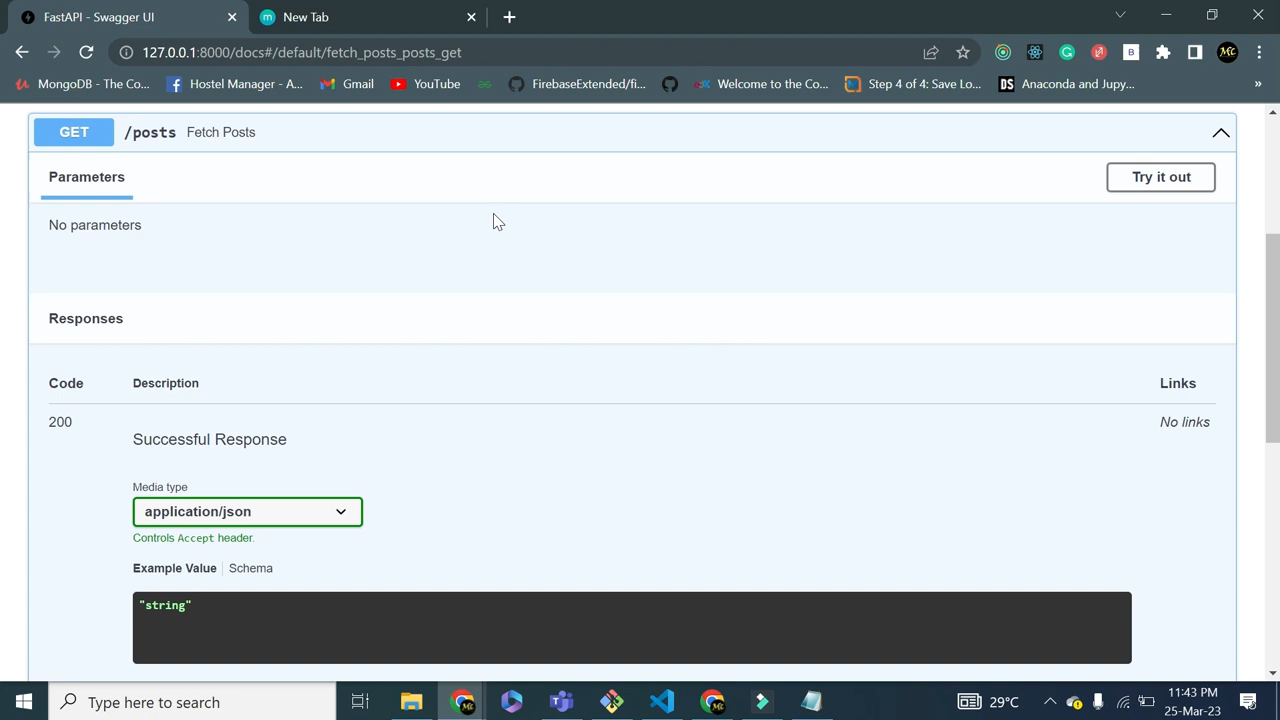 FastAPI - Swagger UI
New Tab
127.0.0.1:8000/docs#/default/fetch_posts_posts_get
MongoDB - The Co... Hostel Manager - A... Gmail YouTube FirebaseExtended/fi... Welcome to the Co... Step 4 of 4: Save Lo... DS Anaconda and Jupy... »
GET /posts Fetch Posts
Parameters
Try it out
No parameters
Responses
Code Description Links
200 No links
Successful Response
Media type
application/json
Controls Accept header.
Example Value Schema
"string"
Type here to search
29°C
11:43 PM
25-Mar-23